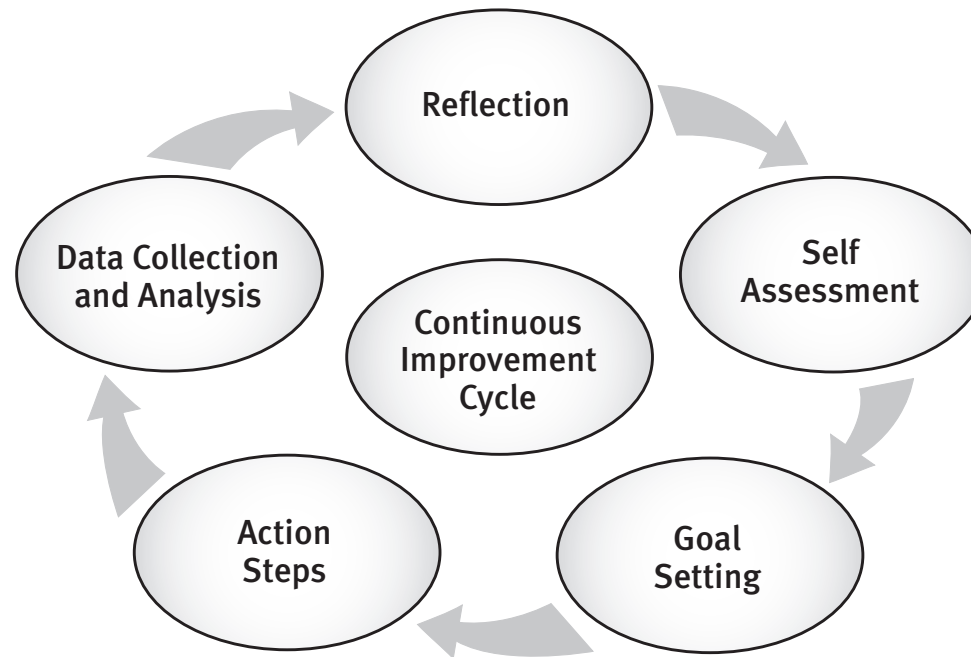 Reflection
Self
Assessment
Goal
Setting
Action
Steps
Data Collection
and Analysis
Continuous
Improvement
Cycle